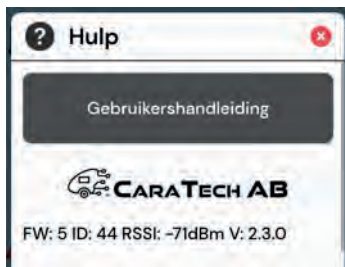 Hulp
Gebruikershandleiding
CARATECH AB
FW: 5 ID: 44 RSSI: -71dBm V: 2.3.0